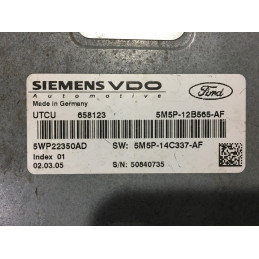 SIEMENS VDO
Automotive
Made in Germany
Ford
UTCU 658123 5M5P-12B565-AF
5WP22350AD SW: 5M5P-14C337-AF
Index 01
02.03.05 S/N: 50840735